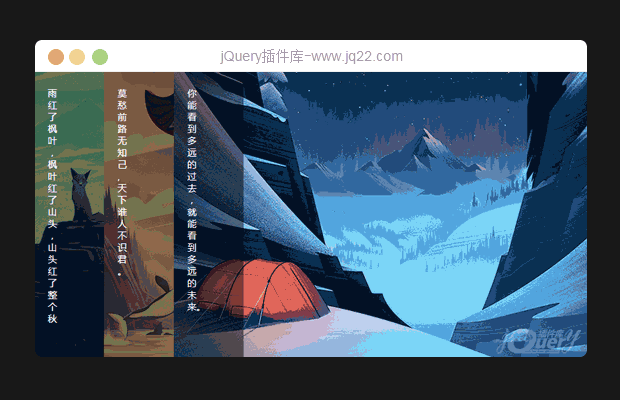 jQuery插件库-www.jq22.com
雨红了枫叶，枫叶红了山头，山头红了整个秋
莫愁前路无知己，天下谁人不识君。
你能看到多远的过去，就能看到多远的未来。
插件库
jQuery